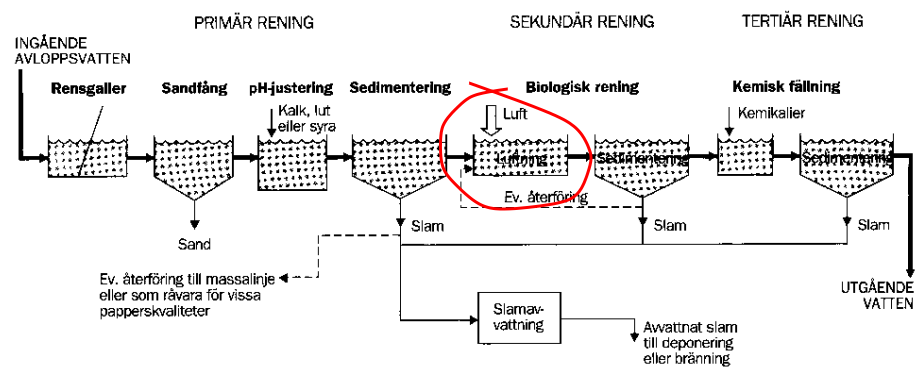 PRIMÄR RENING
SEKUNDÄR RENING
TERTIÄR RENING
INGÅENDE
AVLOPPSVATTEN
Rensgaller
Sandfång
pH-justering
Sedimentering
Biologisk rening
Kemisk fällning
Kalk, lut
eller syra
Luft
Kemikalier
Luftning
Sedimentering
Sedimentering
Ev. återföring
Sand
Slam
Slam
Slam
Ev. återföring till massalinje
eller som råvara för vissa
papperskvaliteter
UTGÅENDE
VATTEN
Slamav-
vattning
Avvattnat slam
till deponering
eller bränning